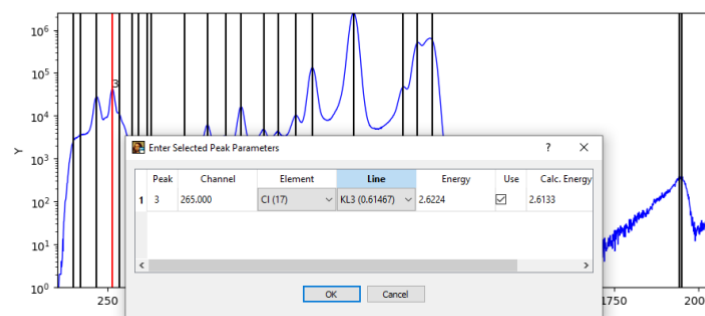 10⁶
10⁵
10⁴
10³
10²
10¹
10⁰
Y
3
Enter Selected Peak Parameters
? ×
Peak Channel Element Line Energy Use Calc. Energy
1 3 265.000 Cl (17) KL3 (0.61467) 2.6224 2.6133
OK Cancel
250 1750 200